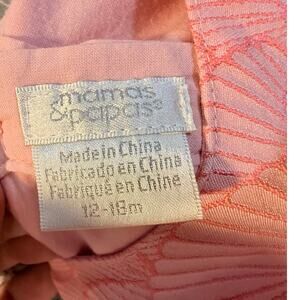 mamas
&papas®
Made in China
Fabricado en China
Fabriqué en Chine
12-18m